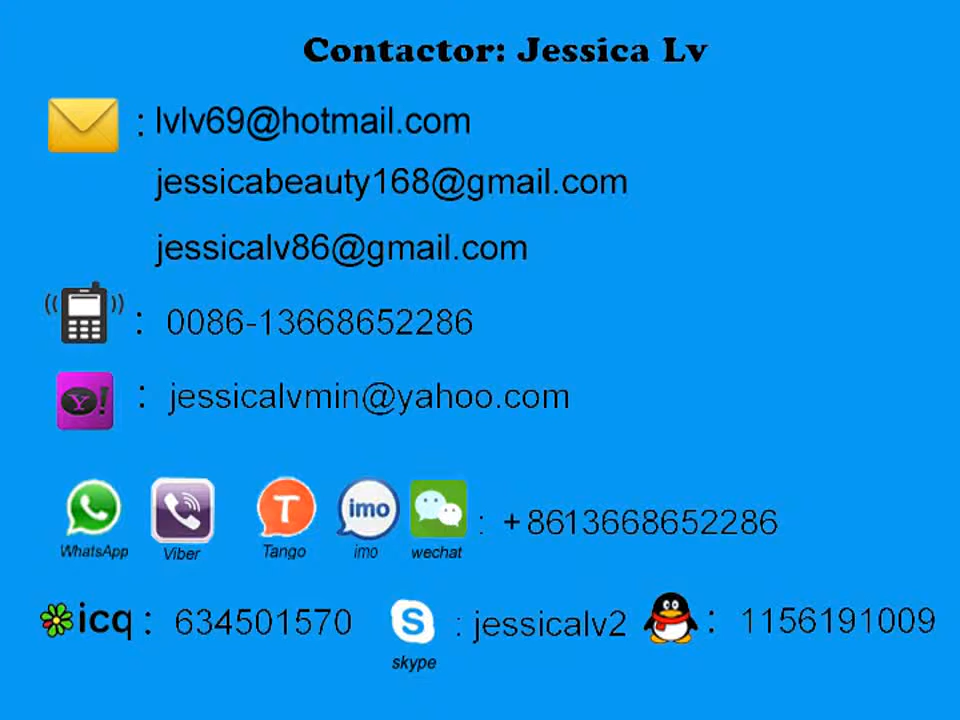 Contactor: Jessica Lv
: lvlv69@hotmail.com
jessicabeauty168@gmail.com
jessicalv86@gmail.com
: 0086-13668652286
Y! : jessicalvmin@yahoo.com
T imo : +8613668652286
WhatsApp Viber Tango imo wechat
icq : 634501570 S : jessicalv2 : 1156191009
skype